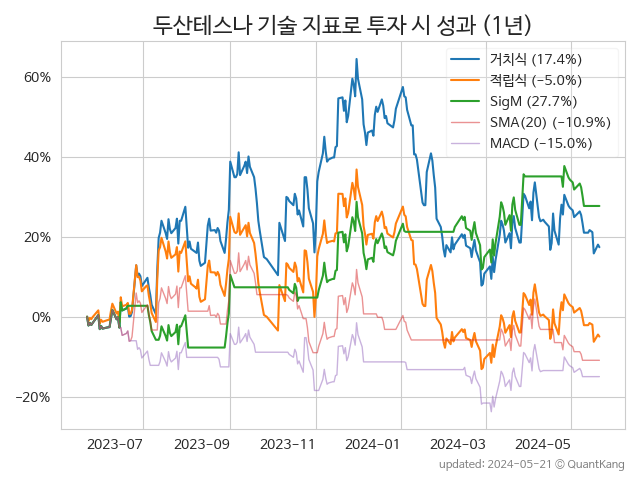 두산테스나 기술 지표로 투자 시 성과 (1년)
거치식 (17.4%)
적립식 (−5.0%)
SigM (27.7%)
SMA(20) (−10.9%)
MACD (−15.0%)
60%
40%
20%
0%
−20%
2023-07 2023-09 2023-11 2024-01 2024-03 2024-05
updated: 2024-05-21 ⓒ QuantKang